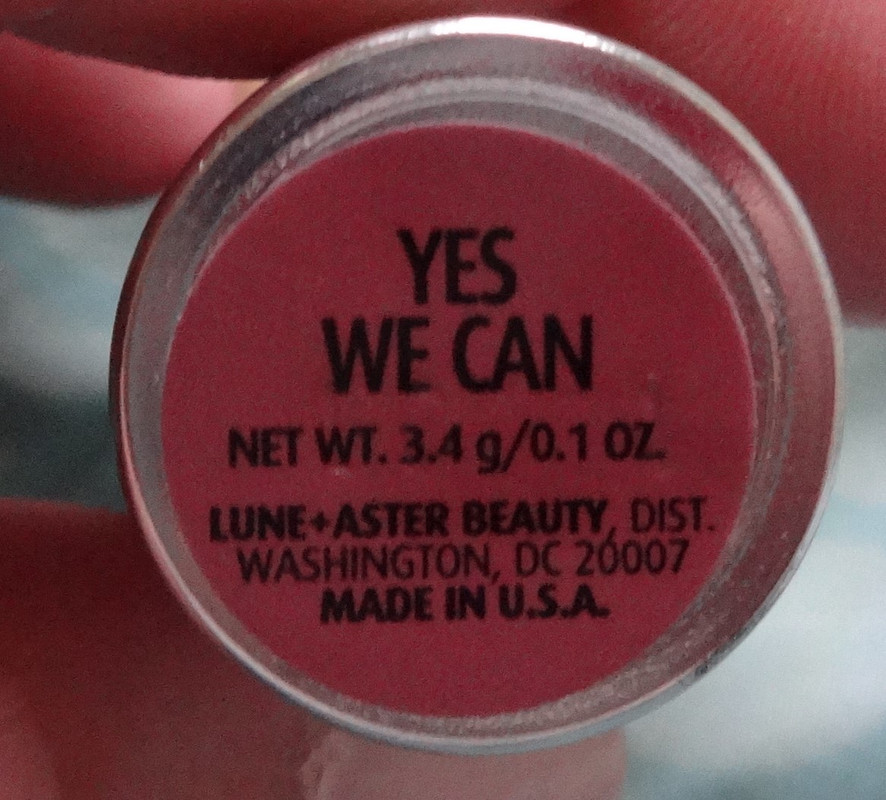 YES
WE CAN
NET WT. 3.4 g/0.1 OZ.
LUNE+ASTER BEAUTY, DIST.
WASHINGTON, DC 20007
MADE IN U.S.A.